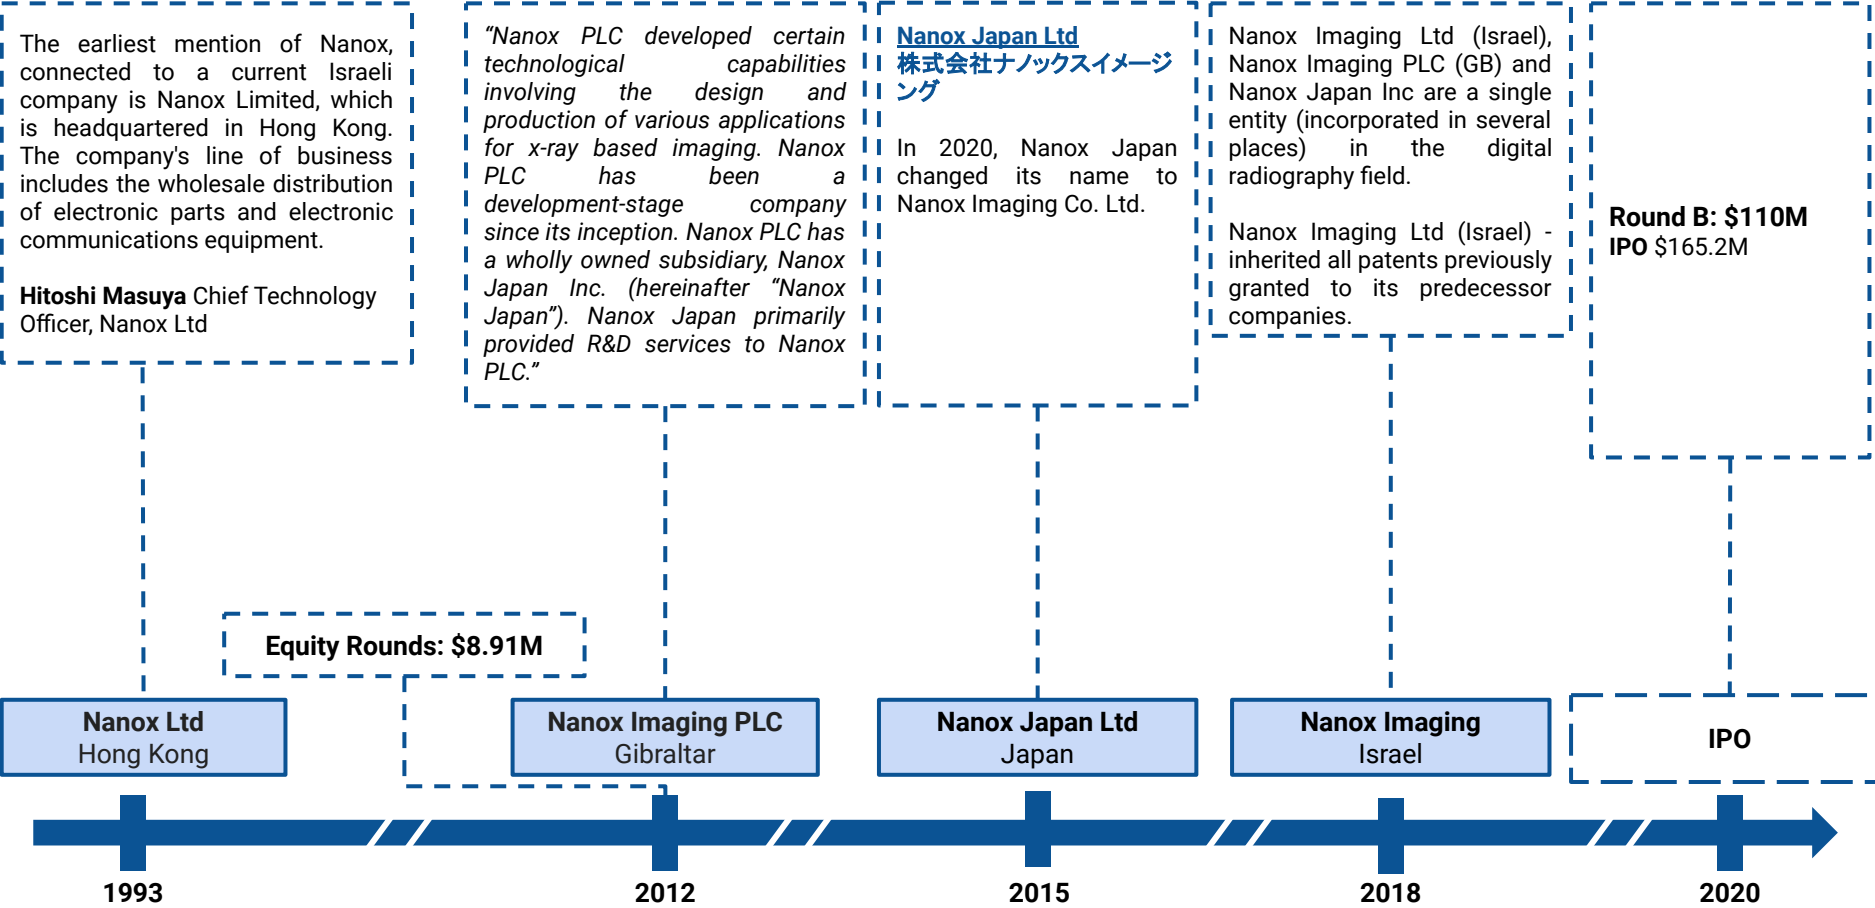 The earliest mention of Nanox,
connected to a current Israeli
company is Nanox Limited, which
is headquartered in Hong Kong.
The company's line of business
includes the wholesale distribution
of electronic parts and electronic
communications equipment.
Hitoshi Masuya Chief Technology
Officer, Nanox Ltd
“Nanox PLC developed certain
technological capabilities
involving the design and
production of various applications
for x-ray based imaging. Nanox
PLC has been a
development-stage company
since its inception. Nanox PLC has
a wholly owned subsidiary, Nanox
Japan Inc. (hereinafter “Nanox
Japan”). Nanox Japan primarily
provided R&D services to Nanox
PLC.”
Nanox Japan Ltd
株式会社ナノックスイメージ
ング
In 2020, Nanox Japan
changed its name to
Nanox Imaging Co. Ltd.
Nanox Imaging Ltd (Israel),
Nanox Imaging PLC (GB) and
Nanox Japan Inc are a single
entity (incorporated in several
places) in the digital
radiography field.
Nanox Imaging Ltd (Israel) -
inherited all patents previously
granted to its predecessor
companies.
Round B: $110M
IPO $165.2M
Equity Rounds: $8.91M
Nanox Ltd
Hong Kong
Nanox Imaging PLC
Gibraltar
Nanox Japan Ltd
Japan
Nanox Imaging
Israel
IPO
1993
2012
2015
2018
2020